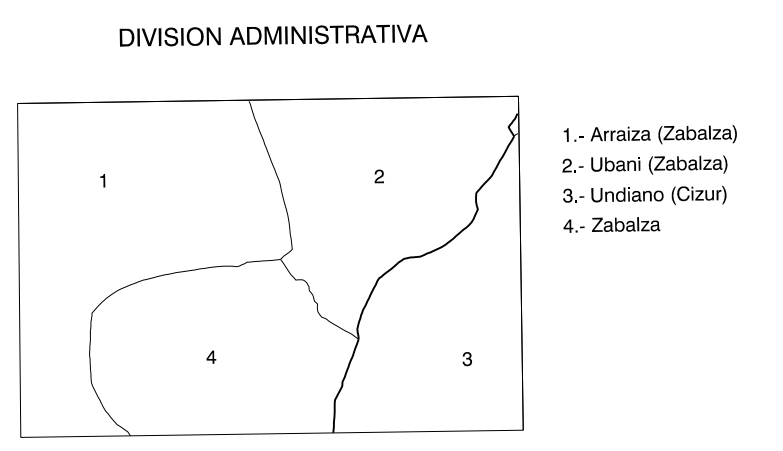 DIVISION ADMINISTRATIVA
1
2
1.- Arraiza (Zabalza)
2.- Ubani (Zabalza)
3.- Undiano (Cizur)
4.- Zabalza
4
3